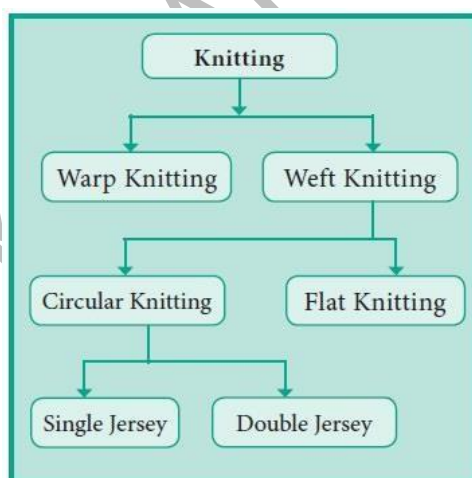 Knitting
Warp Knitting
Weft Knitting
Circular Knitting
Flat Knitting
Single Jersey
Double Jersey